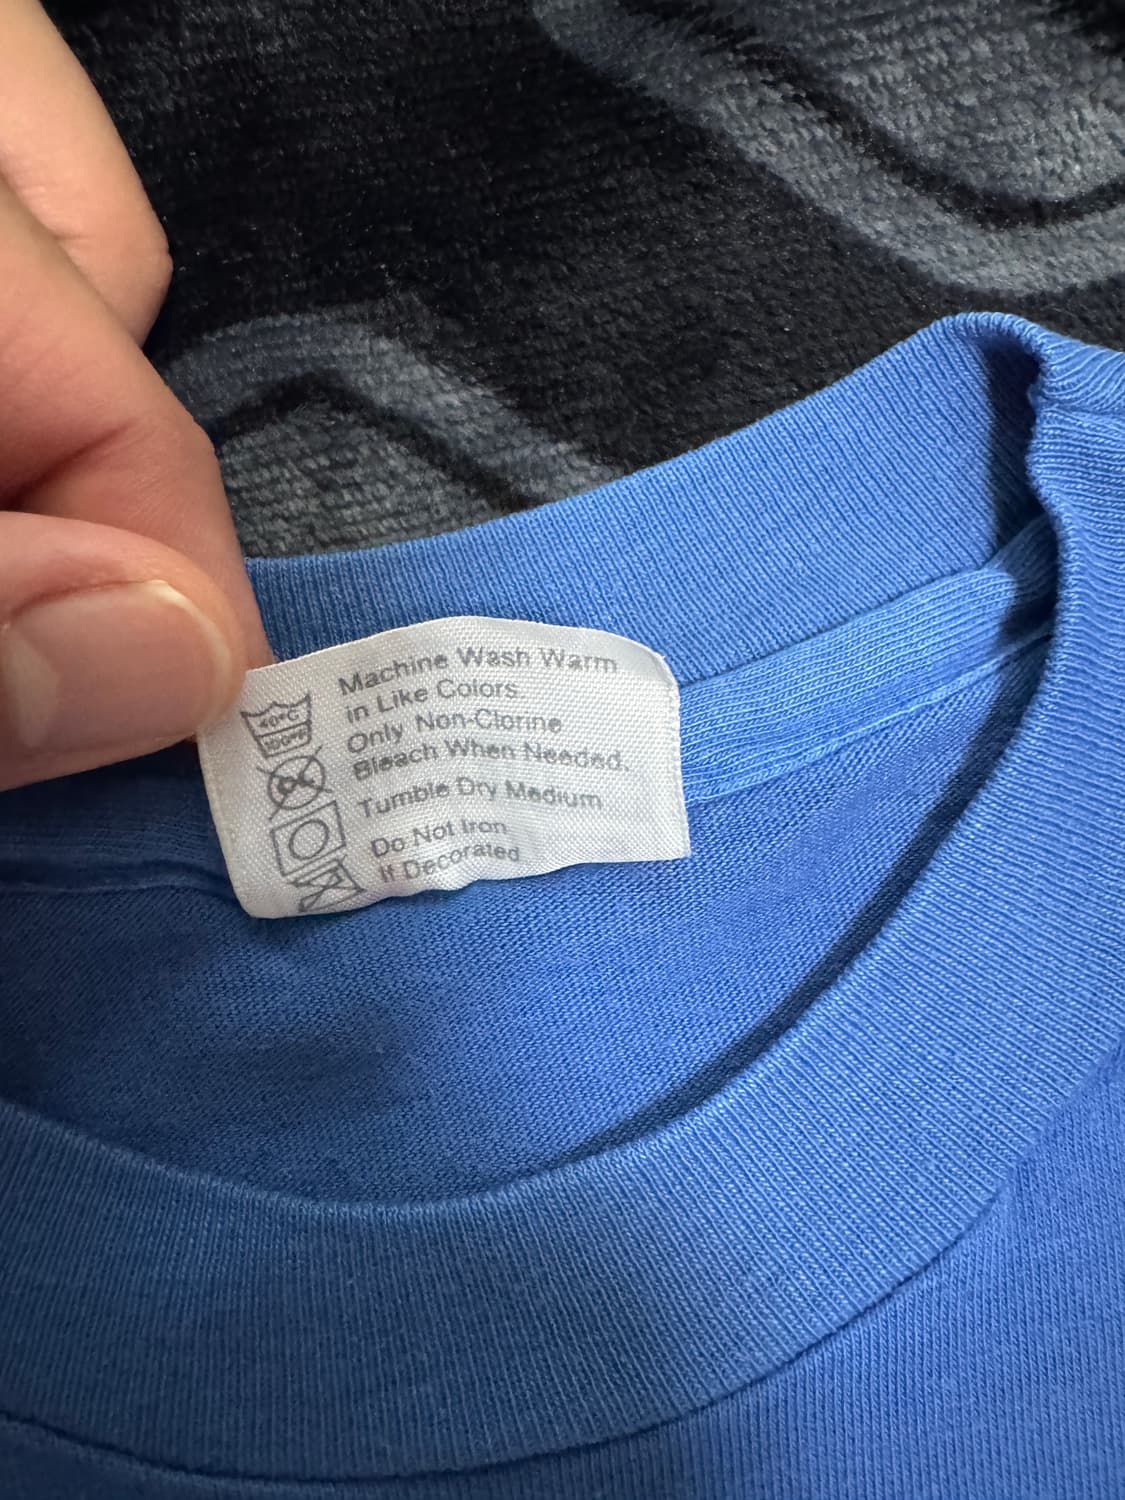 Machine Wash Warm
in Like Colors.
Only Non-Clorine
Bleach When Needed.
Tumble Dry Medium
Do Not Iron
If Decorated
40°C
100°F